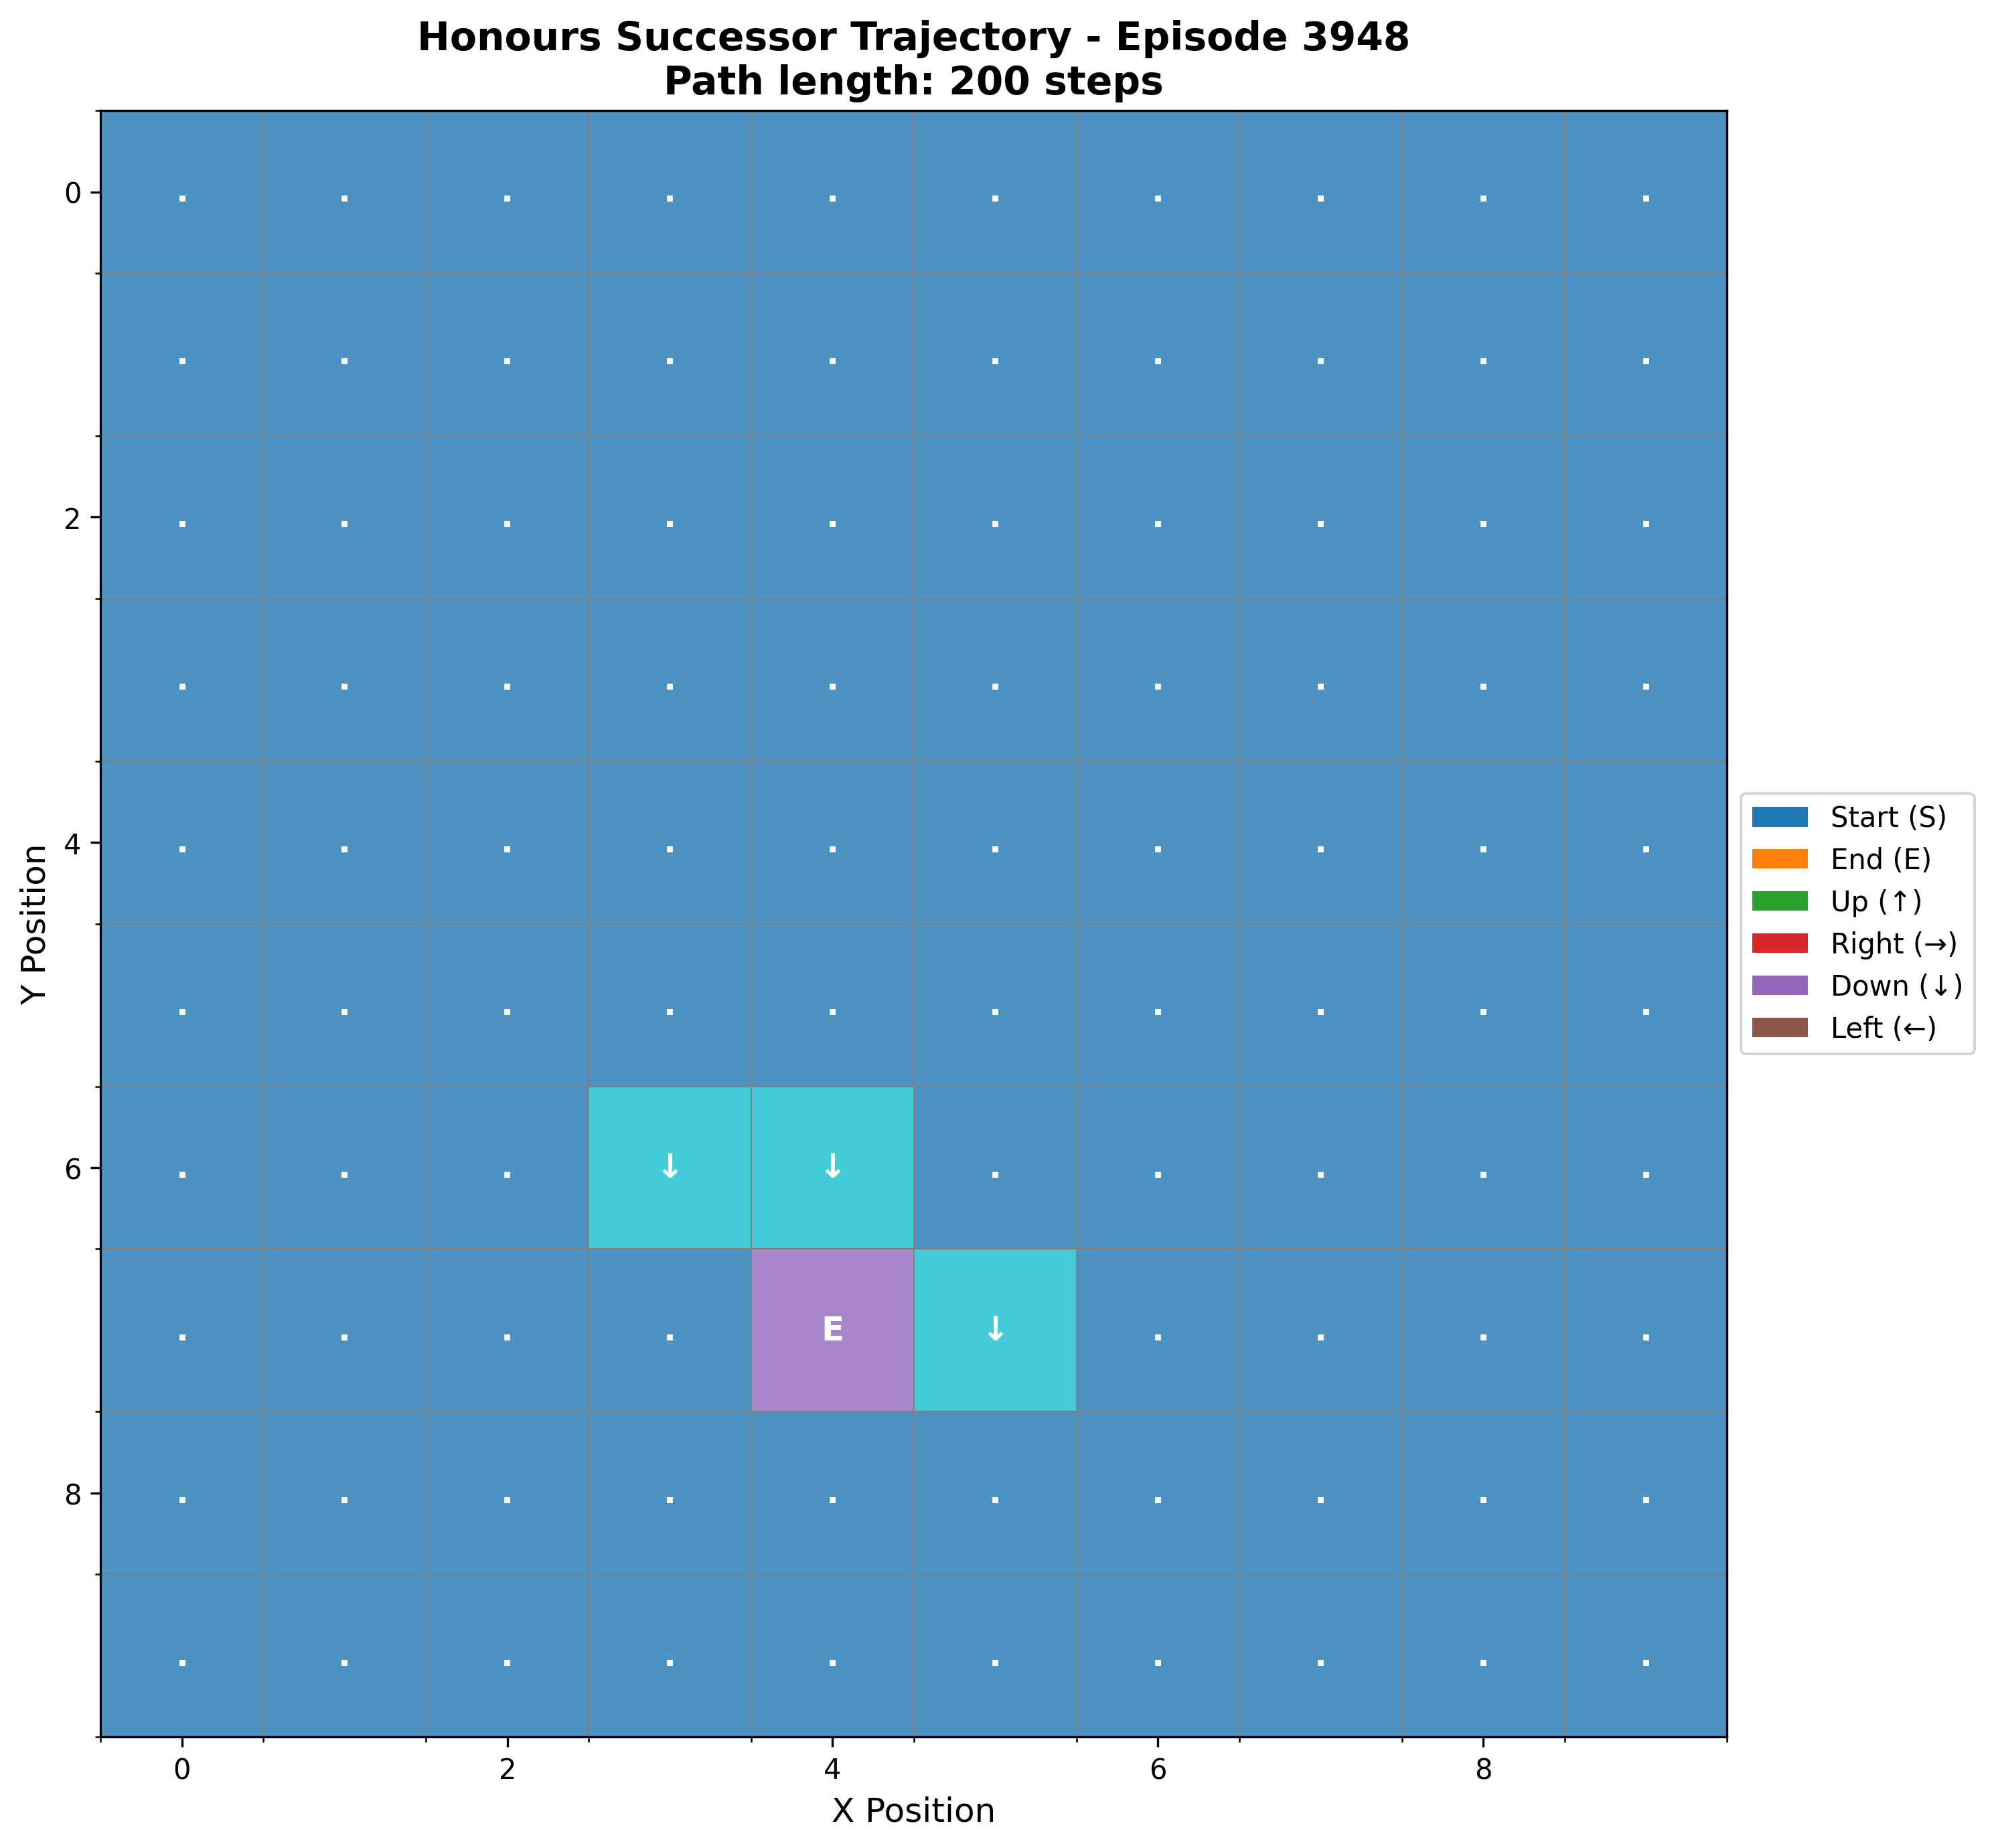 Honours Successor Trajectory - Episode 3948
Path length: 200 steps
Y Position
0
2
4
6
8
. . . . . . . . . .
. . . . . . . . . .
. . . . . . . . . .
. . . . . . . . . .
. . . . . . . . . .
. . . . . . . . . .
. . . ↓ ↓ . . . . .
. . . . E ↓ . . . .
. . . . . . . . . .
. . . . . . . . . .
0 2 4 6 8
X Position
Start (S)
End (E)
Up (↑)
Right (→)
Down (↓)
Left (←)